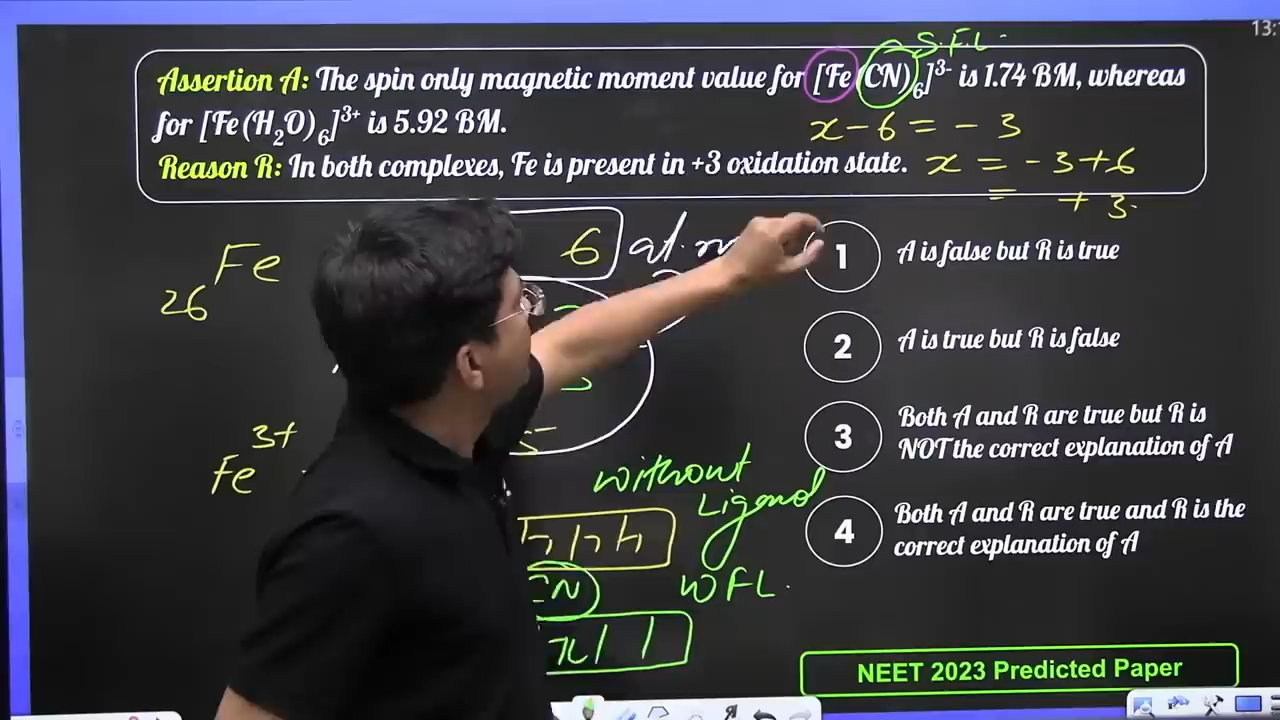 13:
S.F.L.
Assertion A: The spin only magnetic moment value for [Fe(CN)6]3- is 1.74 BM, whereas
for [Fe(H2O)6]3+ is 5.92 BM.
x - 6 = - 3
Reason R: In both complexes, Fe is present in +3 oxidation state.
x = - 3 + 6
= + 3.
26Fe
6
Fe3+
without
Ligand
CN
WFL.
1 A is false but R is true
2 A is true but R is false
3 Both A and R are true but R is
NOT the correct explanation of A
4 Both A and R are true and R is the
correct explanation of A
NEET 2023 Predicted Paper